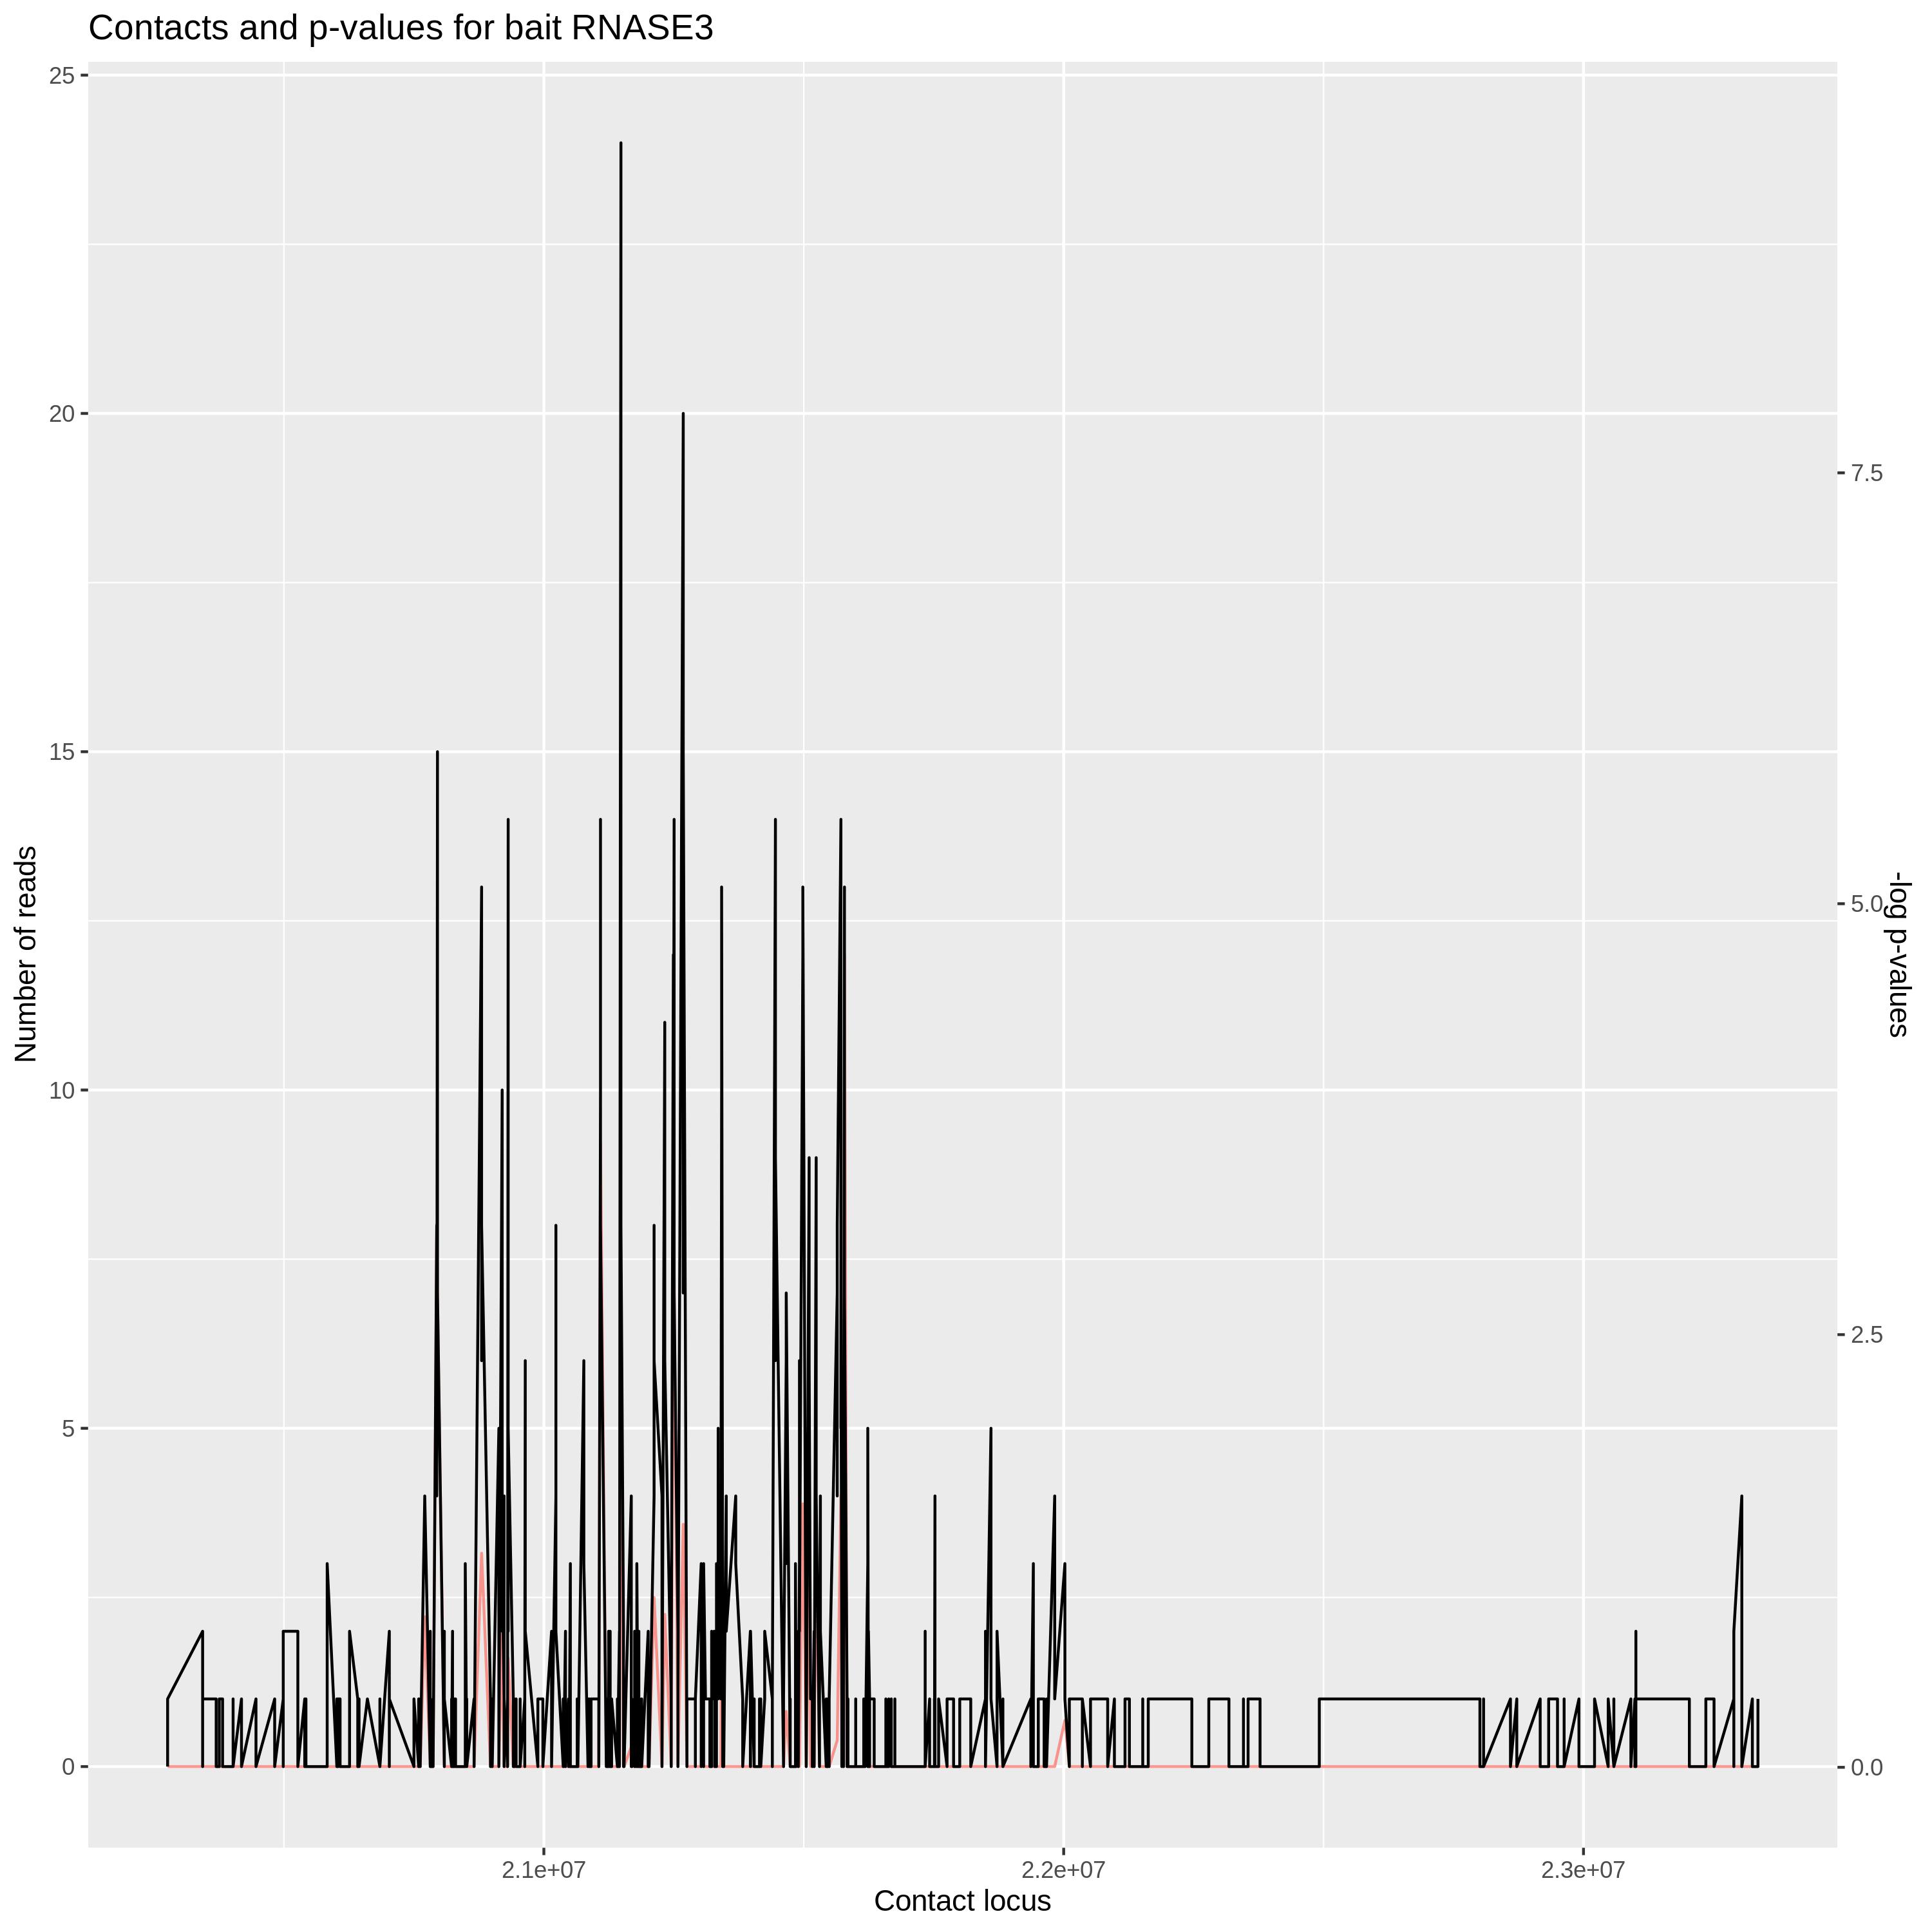 Contacts and p-values for bait RNASE3
25
20
15
10
5
0
Number of reads
7.5
5.0
2.5
0.0
-log p-values
2.1e+07
2.2e+07
2.3e+07
Contact locus